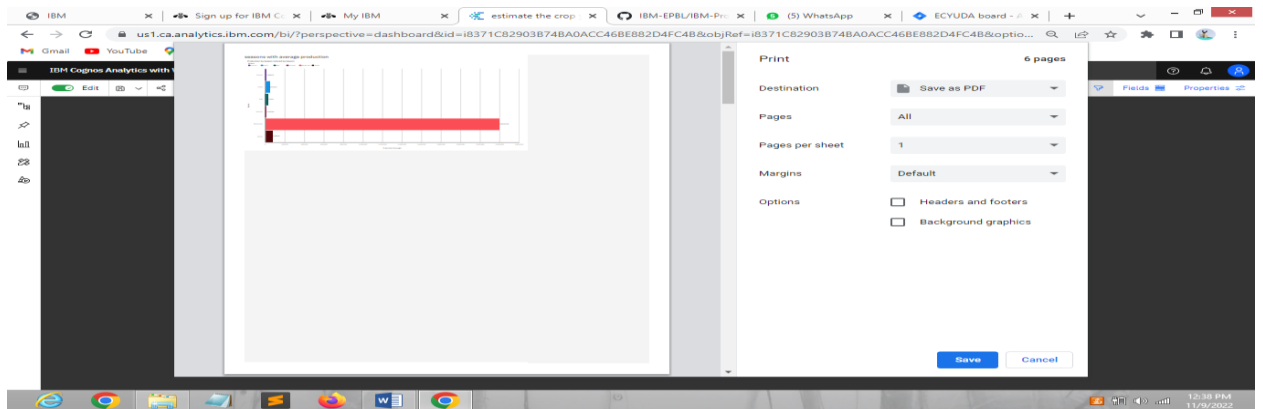 IBM
Sign up for IBM C
My IBM
estimate the crop
IBM-EPBL/IBM-Pro
(5) WhatsApp
ECYUDA board - A
us1.ca.analytics.ibm.com/bi/?perspective=dashboard&id=i8371C82903B74BA0ACC46BE882D4FC4B&objRef=i8371C82903B74BA0ACC46BE882D4FC4B&optio...
Gmail YouTube
IBM Cognos Analytics with
Edit
Fields Properties
seasons with average production
Print 6 pages
Destination Save as PDF
Pages All
Pages per sheet 1
Margins Default
Options Headers and footers
Background graphics
Save Cancel
12:38 PM
11/9/2022